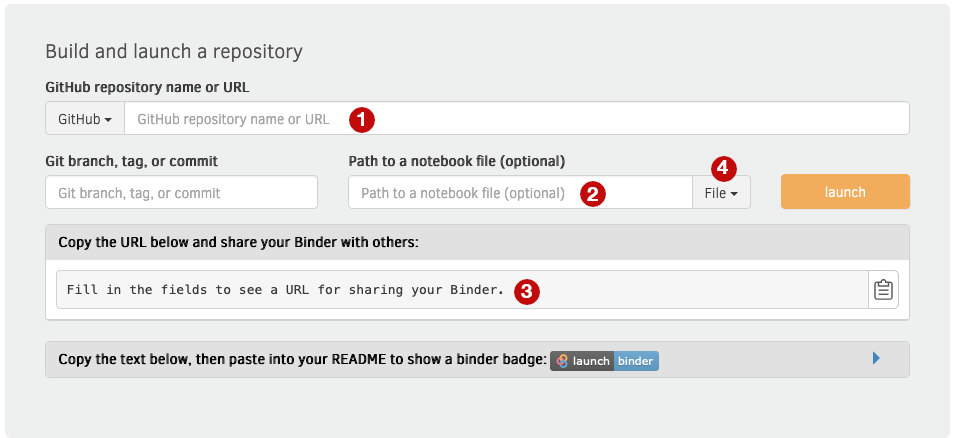 Build and launch a repository
GitHub repository name or URL
GitHub GitHub repository name or URL 1
4
Git branch, tag, or commit Path to a notebook file (optional)
Git branch, tag, or commit Path to a notebook file (optional) 2 File launch
Copy the URL below and share your Binder with others:
Fill in the fields to see a URL for sharing your Binder. 3
Copy the text below, then paste into your README to show a binder badge: launch binder